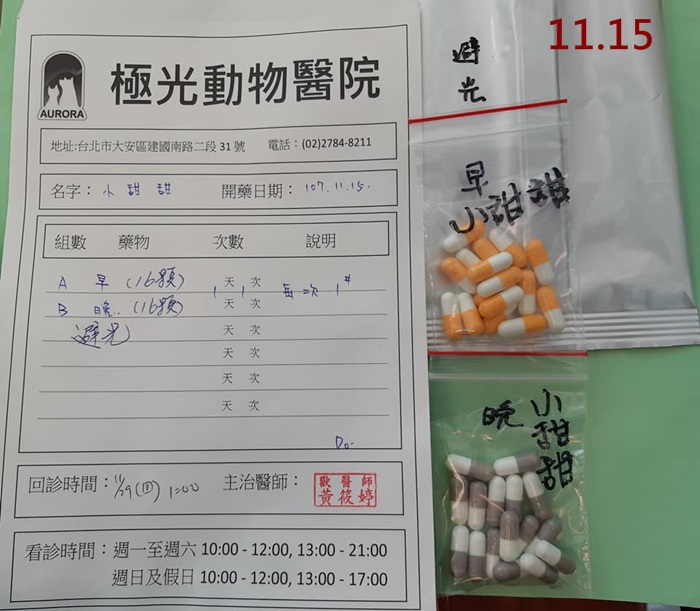 11.15
AURORA
極光動物醫院
地址:台北市大安區建國南路二段 31 號 電話：(02)2784-8211
名字： 小 甜 甜 開藥日期： 107.11.15.
組數 藥物 次數 說明
A 早 (16顆) 1 天 1 次 每一次 1#
B 晚.. (16顆) 天 次
避光 天 次
天 次
天 次
天 次
Do.
回診時間：11/29 (四) 1:00 主治醫師：
獸醫師
黃筱婷
看診時間：週一至週六 10:00 - 12:00, 13:00 - 21:00
週日及假日 10:00 - 12:00, 13:00 - 17:00
避光
早
小甜甜
晚
小甜甜